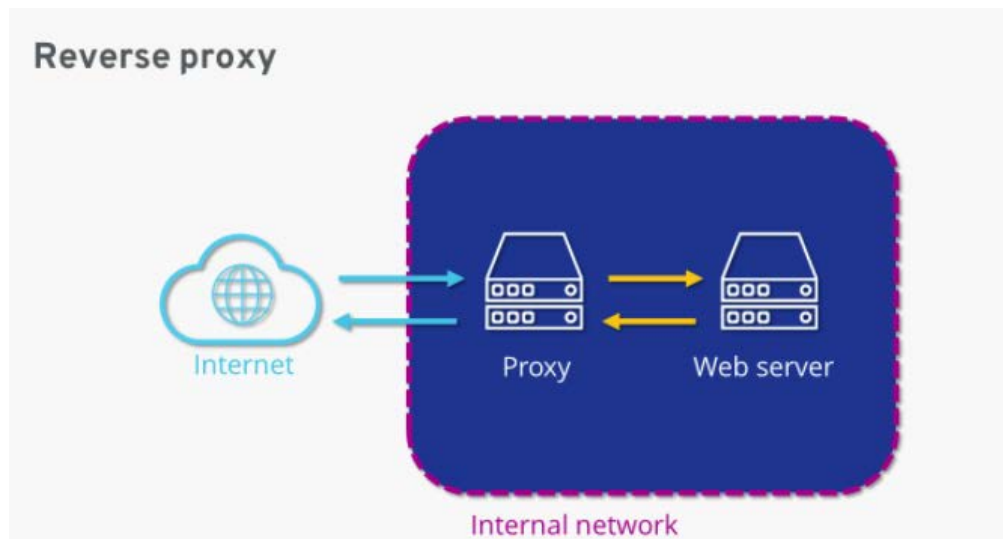 Reverse proxy
Internet
Proxy
Web server
Internal network